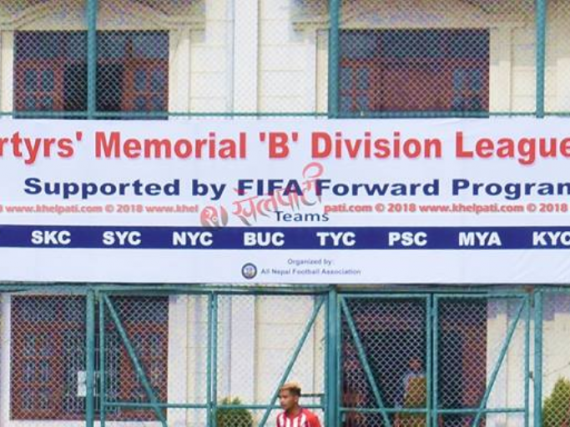 rtyrs' Memorial 'B' Division League
Supported by FIFA Forward Program
www.khelpati.com © 2018 www.khel खेलपाटी pati.com © 2018 www.khelpati.com © 2018
Teams
SKC SYC NYC BUC TYC PSC MYA KYC
Organized by:
All Nepal Football Association